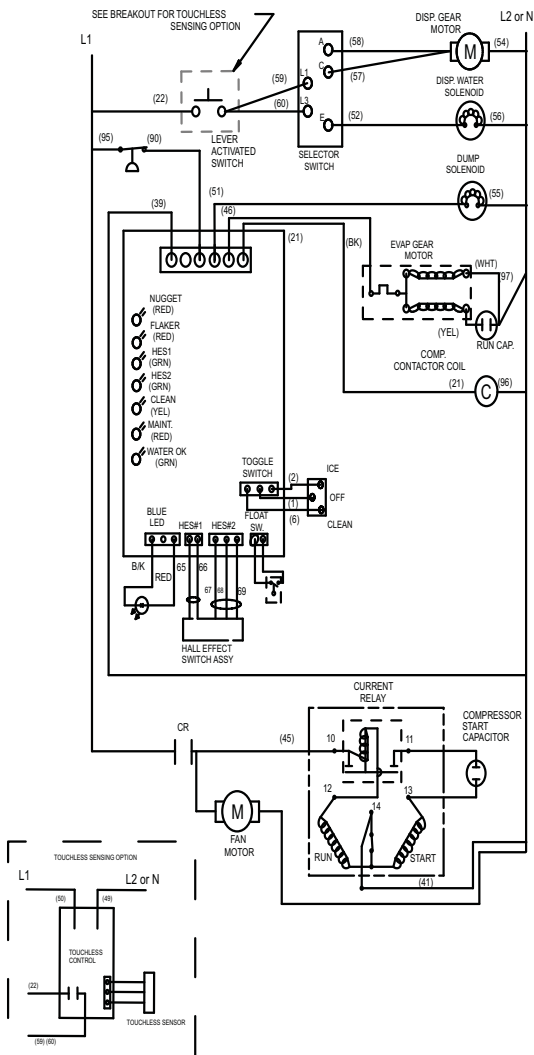 SEE BREAKOUT FOR TOUCHLESS
SENSING OPTION
DISP. GEAR
MOTOR
L2 or N
L1
A
(58)
M
(54)
C
(57)
L1
(59)
(22)
(60)
L3
DISP. WATER
SOLENOID
LEVER
ACTIVATED
SWITCH
E
(52)
(56)
SELECTOR
SWITCH
(95)
(90)
DUMP
SOLENOID
(51)
(39)
(46)
(55)
(21)
(BK)
EVAP GEAR
MOTOR
(WHT)
(97)
(YEL)
RUN CAP.
NUGGET
(RED)
FLAKER
(RED)
HES1
(GRN)
HES2
(GRN)
CLEAN
(YEL)
MAINT.
(RED)
WATER OK
(GRN)
COMP.
CONTACTOR COIL
(21)
C
(96)
TOGGLE
SWITCH
(2)
ICE
(1)
OFF
(6)
CLEAN
BLUE
LED
HES#1
HES#2
FLOAT
SW.
B/K
RED
65
66
67
68
69
HALL EFFECT
SWITCH ASSY
CURRENT
RELAY
COMPRESSOR
START
CAPACITOR
CR
(45)
10
11
12
13
14
M
FAN
MOTOR
RUN
START
(41)
TOUCHLESS SENSING OPTION
L1
L2 or N
(50)
(49)
TOUCHLESS
CONTROL
(22)
TOUCHLESS SENSOR
(59) (60)